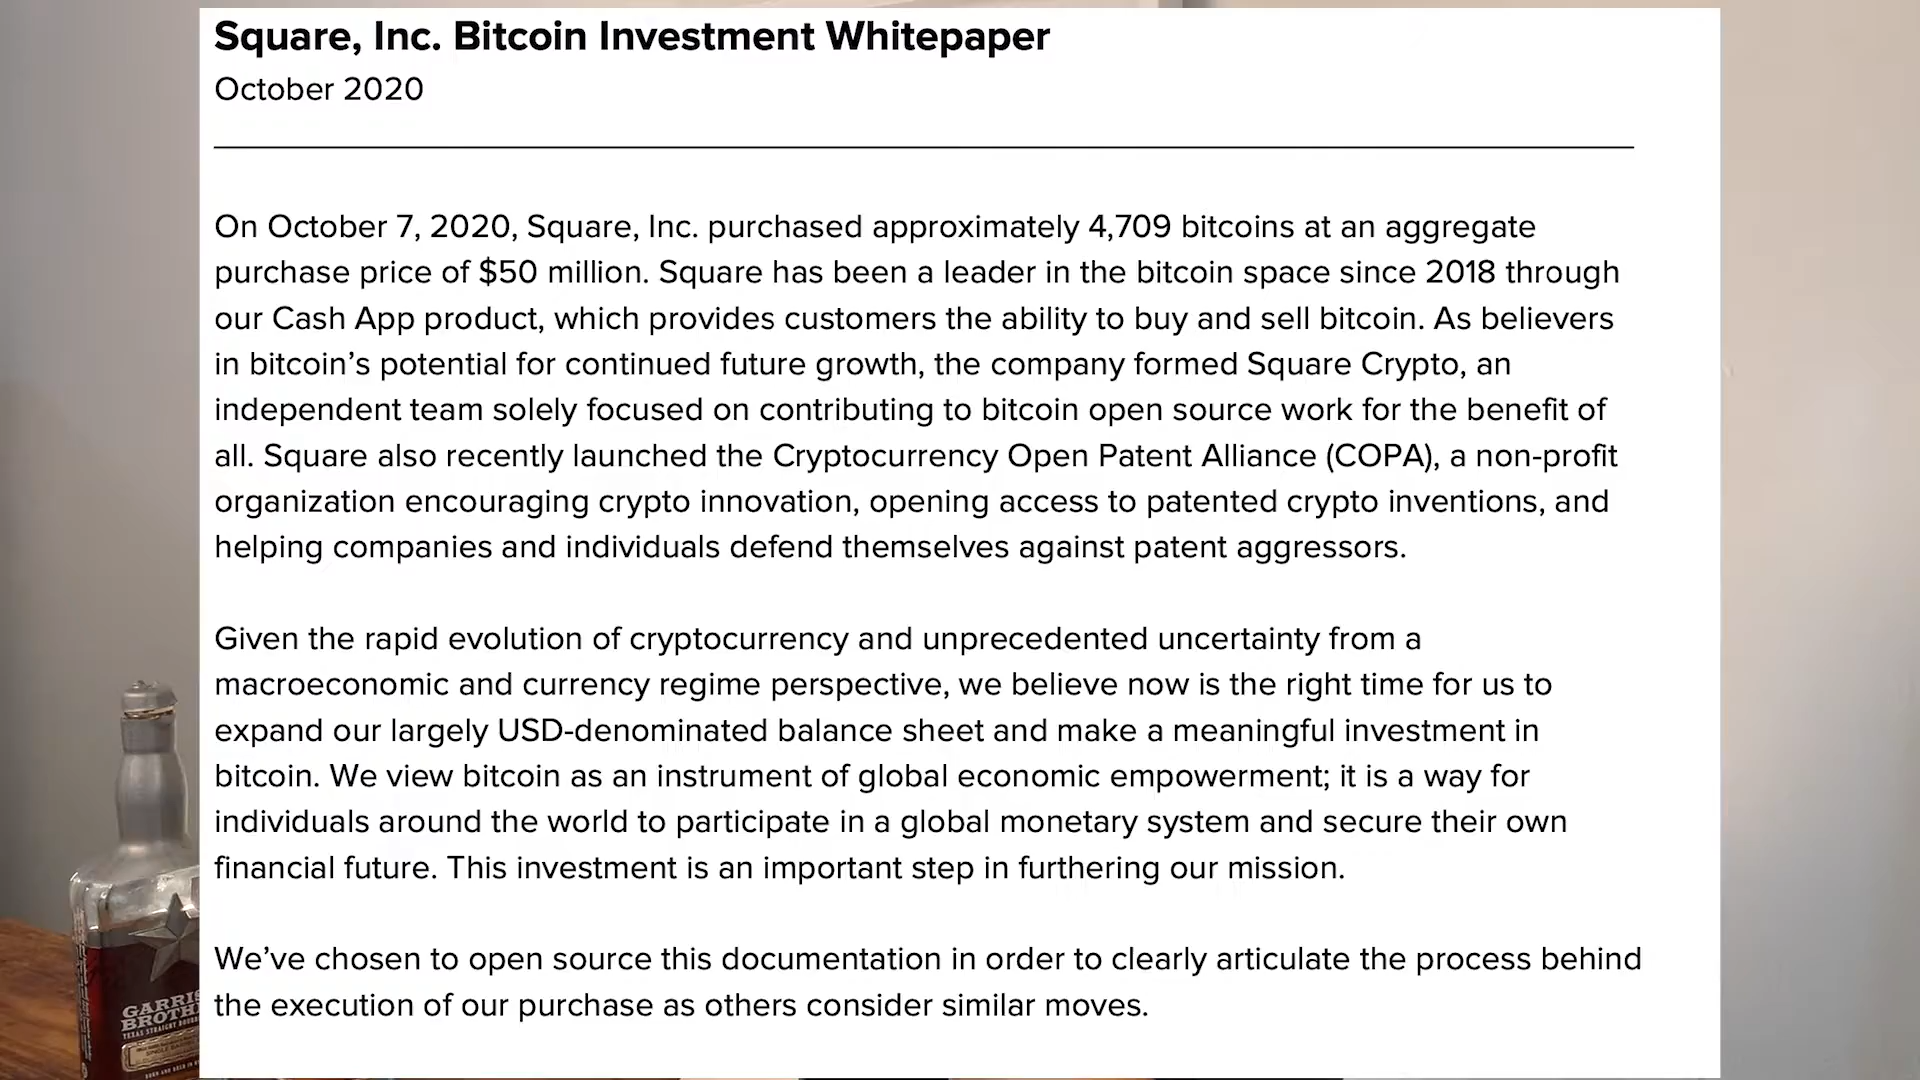 Square, Inc. Bitcoin Investment Whitepaper
October 2020
On October 7, 2020, Square, Inc. purchased approximately 4,709 bitcoins at an aggregate
purchase price of $50 million. Square has been a leader in the bitcoin space since 2018 through
our Cash App product, which provides customers the ability to buy and sell bitcoin. As believers
in bitcoin’s potential for continued future growth, the company formed Square Crypto, an
independent team solely focused on contributing to bitcoin open source work for the benefit of
all. Square also recently launched the Cryptocurrency Open Patent Alliance (COPA), a non-profit
organization encouraging crypto innovation, opening access to patented crypto inventions, and
helping companies and individuals defend themselves against patent aggressors.
Given the rapid evolution of cryptocurrency and unprecedented uncertainty from a
macroeconomic and currency regime perspective, we believe now is the right time for us to
expand our largely USD-denominated balance sheet and make a meaningful investment in
bitcoin. We view bitcoin as an instrument of global economic empowerment; it is a way for
individuals around the world to participate in a global monetary system and secure their own
financial future. This investment is an important step in furthering our mission.
We’ve chosen to open source this documentation in order to clearly articulate the process behind
the execution of our purchase as others consider similar moves.
GARRIS
BROTH
TEXAS STRAIGHT BOURB
SINGLE BARREL